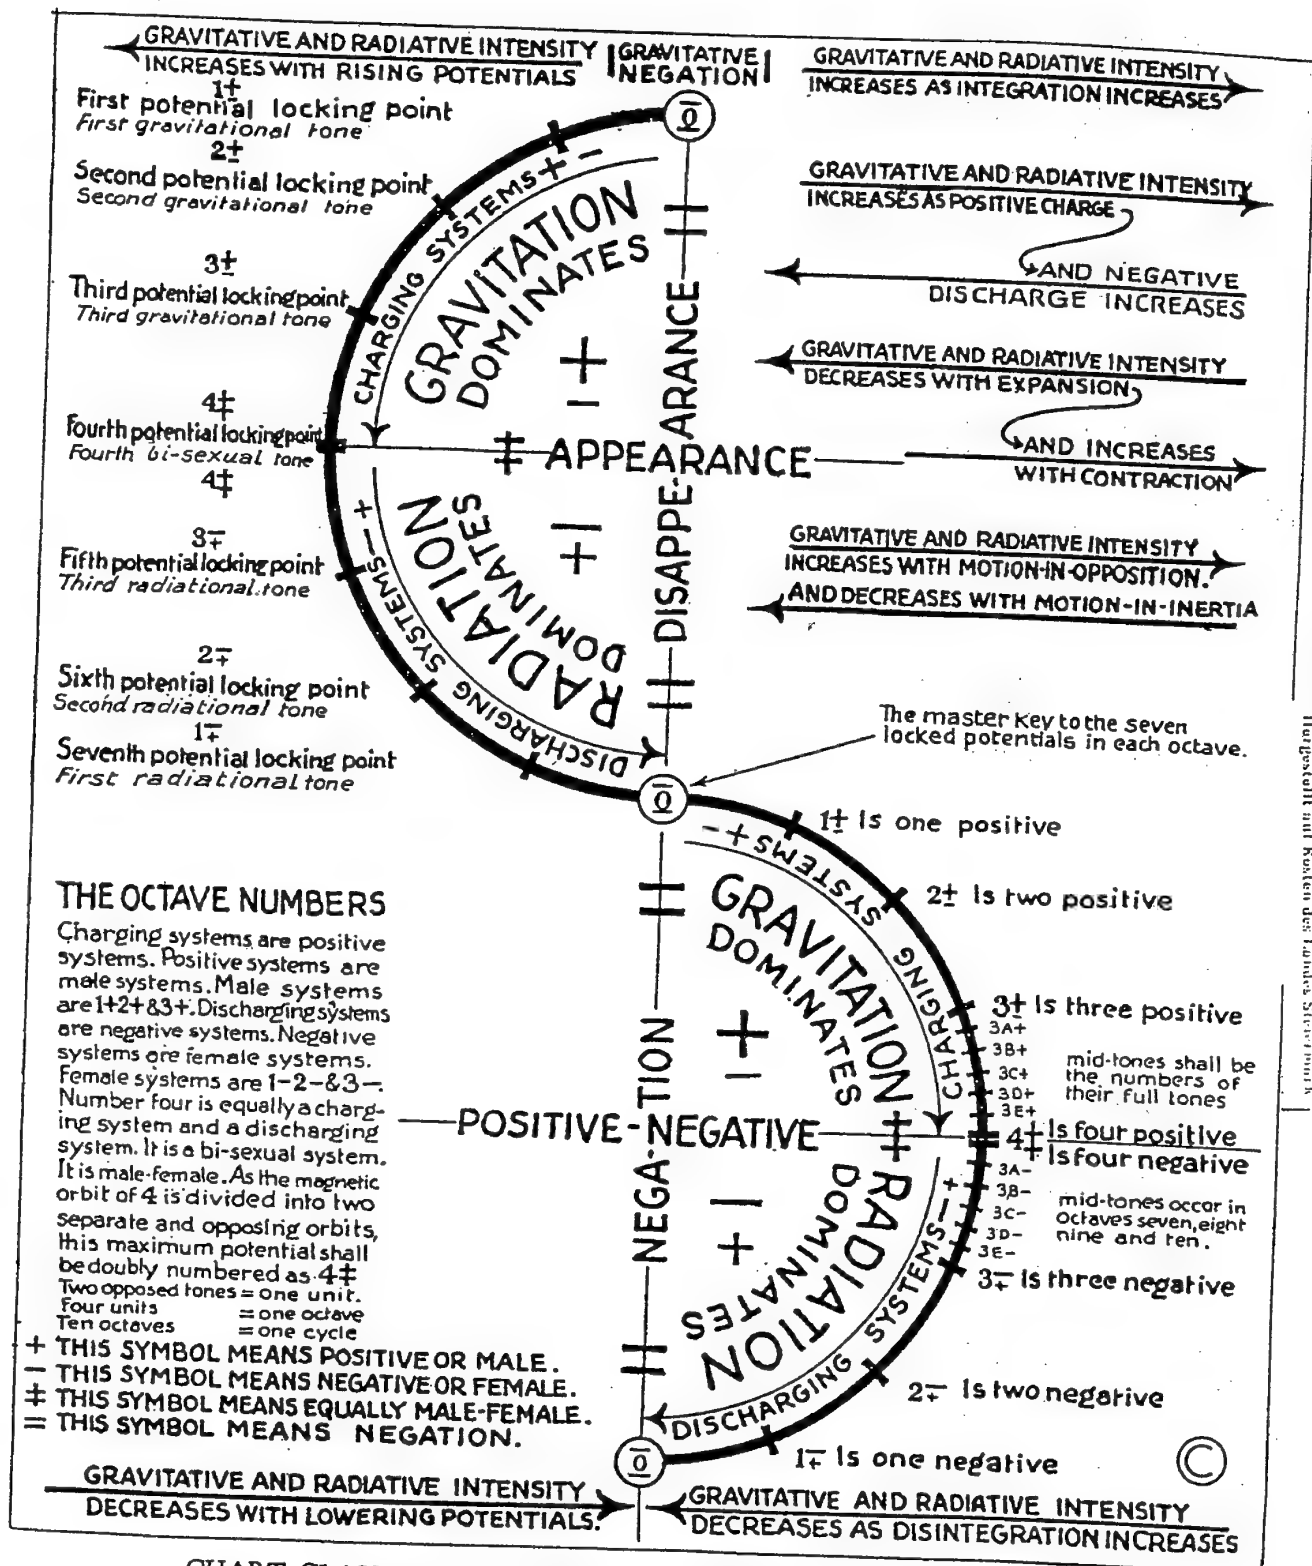 GRAVITATIVE AND RADIATIVE INTENSITY
INCREASES WITH RISING POTENTIALS
GRAVITATIVE
NEGATION
GRAVITATIVE AND RADIATIVE INTENSITY
INCREASES AS INTEGRATION INCREASES
1±
First potential locking point
First gravitational tone
2±
Second potential locking point
Second gravitational tone
3±
Third potential locking point
Third gravitational tone
4‡
Fourth potential locking point
Fourth bi-sexual tone
4‡
3∓
Fifth potential locking point
Third radiational tone
2∓
Sixth potential locking point
Second radiational tone
1∓
Seventh potential locking point
First radiational tone
0
CHARGING SYSTEMS + −
GRAVITATION
DOMINATES
+
−
‡ APPEARANCE
DISAPPE-ARANCE
−
+
RADIATION
DOMINATES
DISCHARGING SYSTEMS − +
GRAVITATIVE AND RADIATIVE INTENSITY
INCREASES AS POSITIVE CHARGE
AND NEGATIVE
DISCHARGE INCREASES
GRAVITATIVE AND RADIATIVE INTENSITY
DECREASES WITH EXPANSION
AND INCREASES
WITH CONTRACTION
GRAVITATIVE AND RADIATIVE INTENSITY
INCREASES WITH MOTION-IN-OPPOSITION.
AND DECREASES WITH MOTION-IN-INERTIA
The master key to the seven
locked potentials in each octave.
0
1± Is one positive
2± Is two positive
3± Is three positive
3A+
3B+
3C+
3D+
3E+
mid-tones shall be
the numbers of
their full tones
4‡ Is four positive
Is four negative
3A−
3B−
3C−
3D−
3E−
mid-tones occur in
octaves seven, eight
nine and ten.
3∓ Is three negative
2∓ Is two negative
1∓ Is one negative
CHARGING SYSTEMS + −
GRAVITATION
DOMINATES
+
−
POSITIVE-NEGATIVE ‡
NEGA-TION
−
+
RADIATION
DOMINATES
DISCHARGING SYSTEMS − +
0
THE OCTAVE NUMBERS
Charging systems are positive
systems. Positive systems are
male systems. Male systems
are 1+2+&3+. Discharging systems
are negative systems. Negative
systems are female systems.
Female systems are 1−2−&3−.
Number four is equally a charg-
ing system and a discharging
system. It is a bi-sexual system.
It is male-female. As the magnetic
orbit of 4 is divided into two
separate and opposing orbits,
this maximum potential shall
be doubly numbered as 4‡
Two opposed tones = one unit.
Four units = one octave
Ten octaves = one cycle
+ THIS SYMBOL MEANS POSITIVE OR MALE.
− THIS SYMBOL MEANS NEGATIVE OR FEMALE.
‡ THIS SYMBOL MEANS EQUALLY MALE-FEMALE.
= THIS SYMBOL MEANS NEGATION.
©
GRAVITATIVE AND RADIATIVE INTENSITY
DECREASES WITH LOWERING POTENTIALS.
GRAVITATIVE AND RADIATIVE INTENSITY
DECREASES AS DISINTEGRATION INCREASES